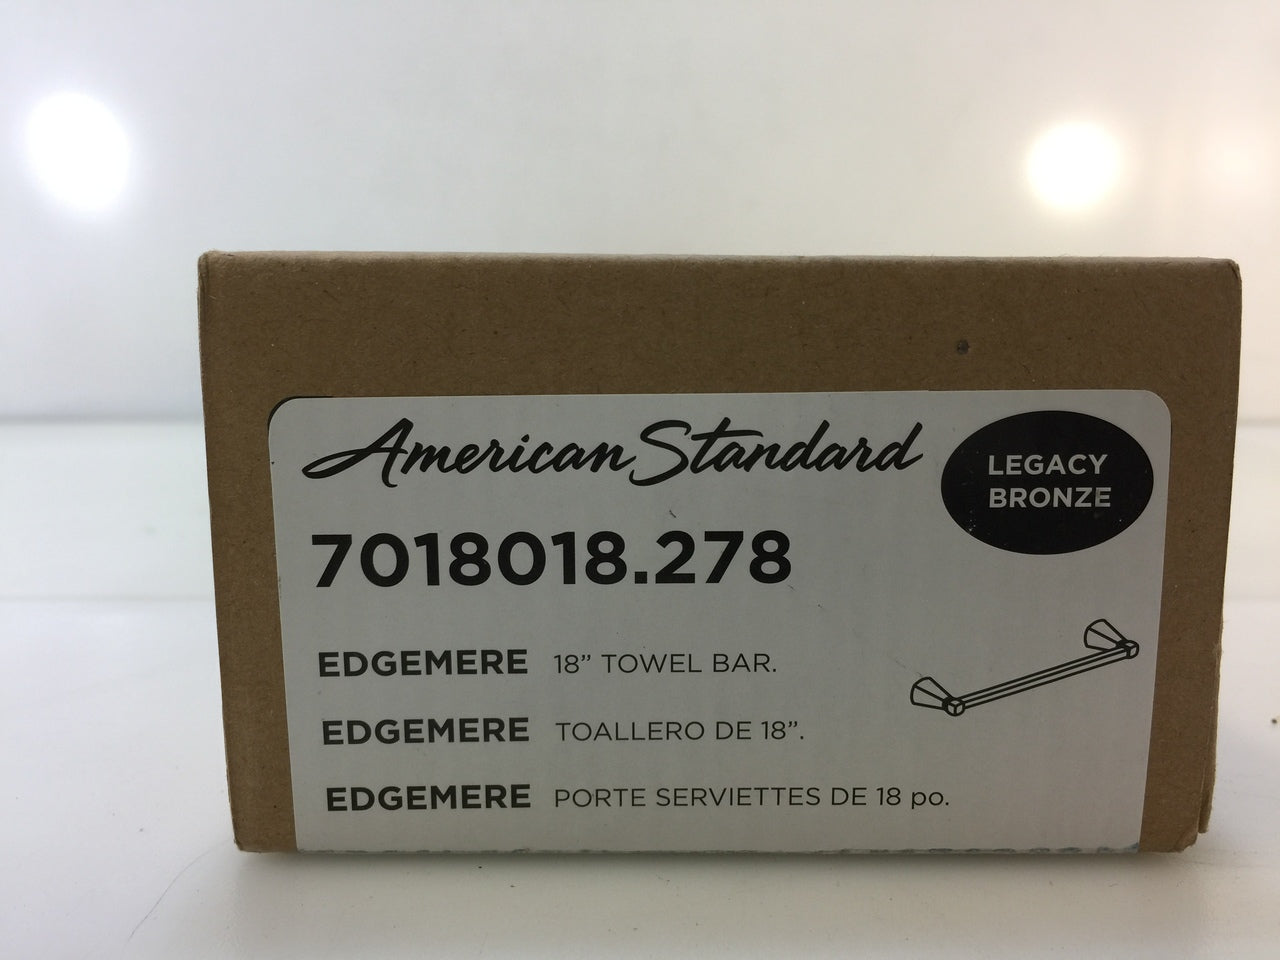 American Standard
LEGACY
BRONZE
7018018.278
EDGEMERE 18” TOWEL BAR.
EDGEMERE TOALLERO DE 18”.
EDGEMERE PORTE SERVIETTES DE 18 po.